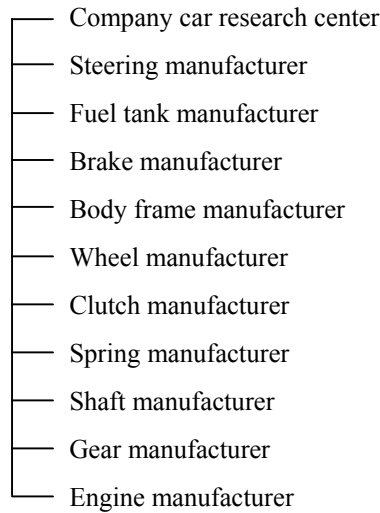 Company car research center
Steering manufacturer
Fuel tank manufacturer
Brake manufacturer
Body frame manufacturer
Wheel manufacturer
Clutch manufacturer
Spring manufacturer
Shaft manufacturer
Gear manufacturer
Engine manufacturer